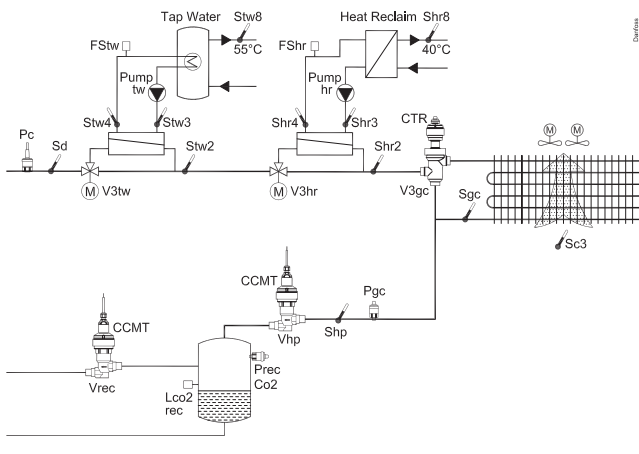 Danfoss
Tap Water
Stw8
Heat Reclaim
Shr8
FStw
55°C
FShr
40°C
Pump
tw
Pump
hr
CTR
M
M
Stw4
Stw3
Shr4
Shr3
Pc
Sd
Stw2
Shr2
M
V3tw
M
V3hr
V3gc
Sgc
Sc3
CCMT
Pgc
CCMT
Vhp
Shp
Vrec
Prec
Co2
Lco2
rec